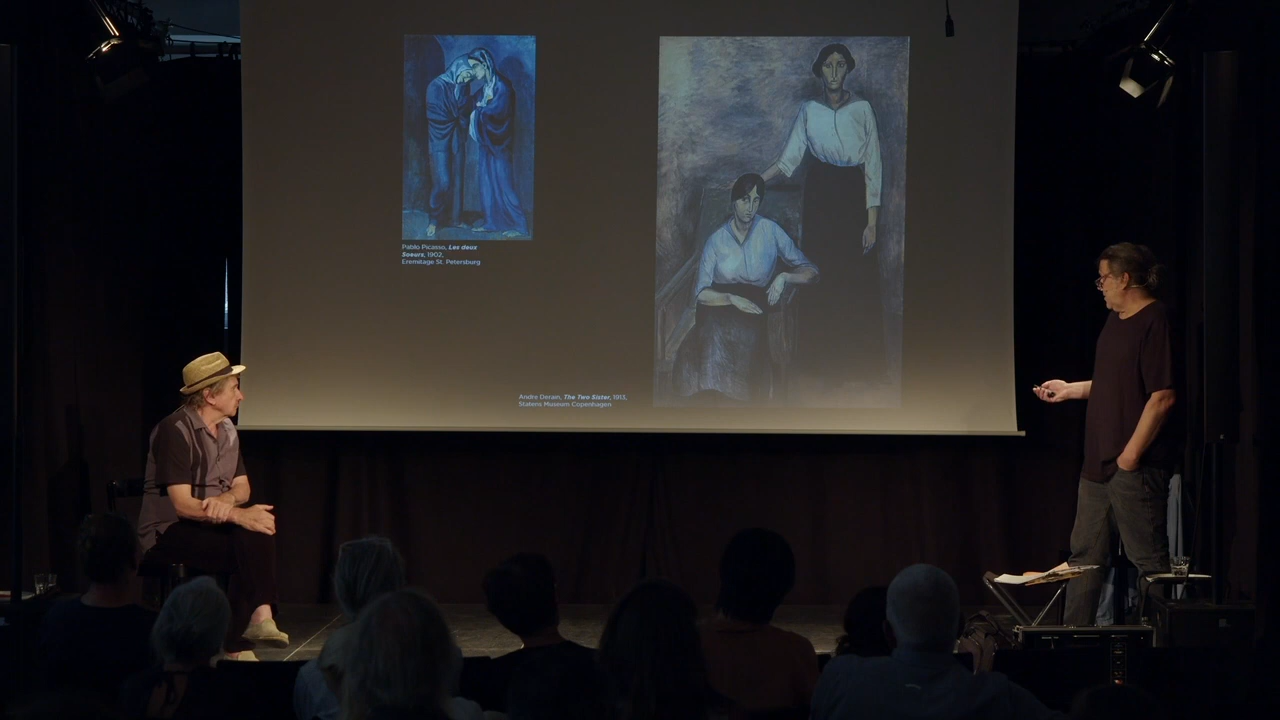 Pablo Picasso, Les deux
Soeurs, 1902,
Eremitage St. Petersburg
Andre Derain, The Two Sister, 1913,
Statens Museum Copenhagen